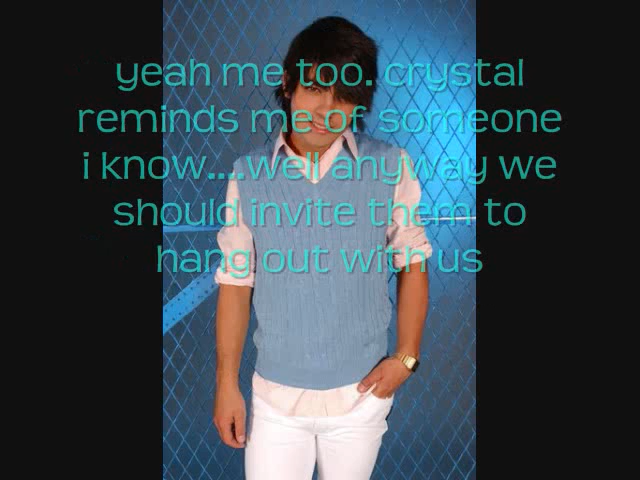 yeah me too. crystal
reminds me of someone
i know....well anyway we
should invite them to
hang out with us